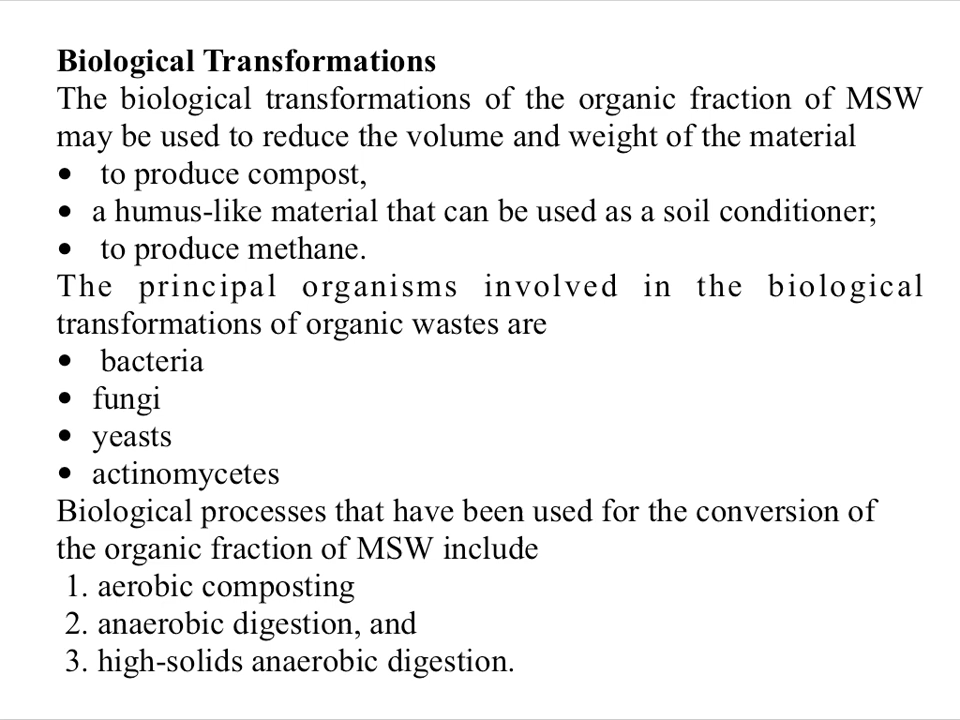 Biological Transformations
The biological transformations of the organic fraction of MSW
may be used to reduce the volume and weight of the material
• to produce compost,
• a humus-like material that can be used as a soil conditioner;
• to produce methane.
The principal organisms involved in the biological
transformations of organic wastes are
• bacteria
• fungi
• yeasts
• actinomycetes
Biological processes that have been used for the conversion of
the organic fraction of MSW include
1. aerobic composting
2. anaerobic digestion, and
3. high-solids anaerobic digestion.